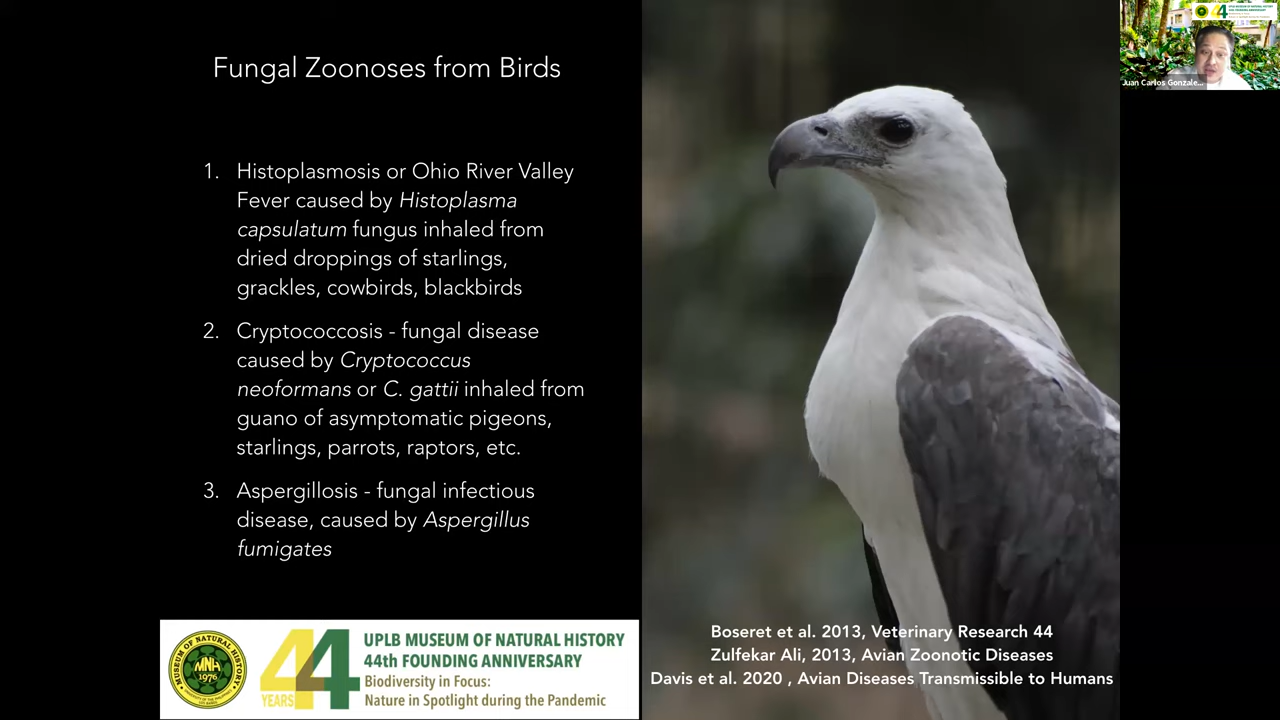 Fungal Zoonoses from Birds
1. Histoplasmosis or Ohio River Valley
Fever caused by Histoplasma
capsulatum fungus inhaled from
dried droppings of starlings,
grackles, cowbirds, blackbirds
2. Cryptococcosis - fungal disease
caused by Cryptococcus
neoformans or C. gattii inhaled from
guano of asymptomatic pigeons,
starlings, parrots, raptors, etc.
3. Aspergillosis - fungal infectious
disease, caused by Aspergillus
fumigates
MUSEUM OF NATURAL HISTORY
MNH
1976
44
YEARS
UPLB MUSEUM OF NATURAL HISTORY
44th FOUNDING ANNIVERSARY
Biodiversity in Focus:
Nature in Spotlight during the Pandemic
Boseret et al. 2013, Veterinary Research 44
Zulfekar Ali, 2013, Avian Zoonotic Diseases
Davis et al. 2020 , Avian Diseases Transmissible to Humans
44
Juan Carlos Gonzale...